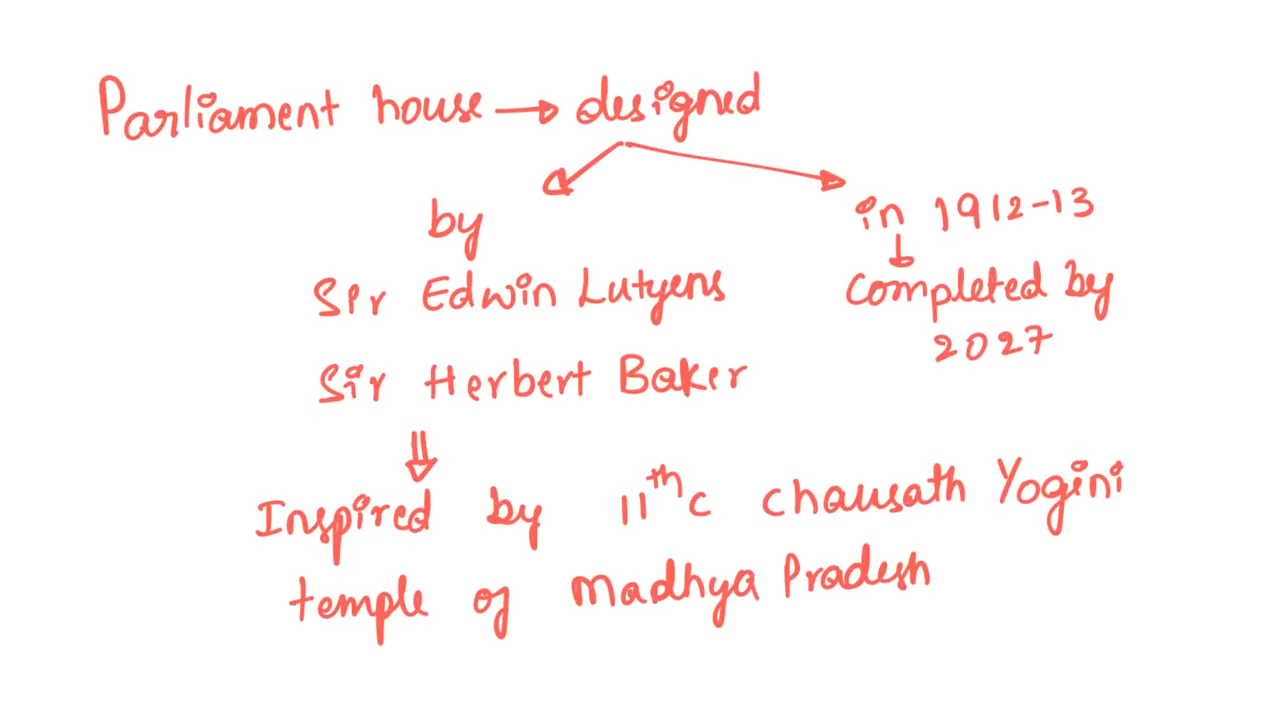 Parliament house → designed
by
in 1912-13
Sir Edwin Lutyens
completed by
2027
Sir Herbert Baker
Inspired by 11th c chausath Yogini
temple of Madhya Pradesh